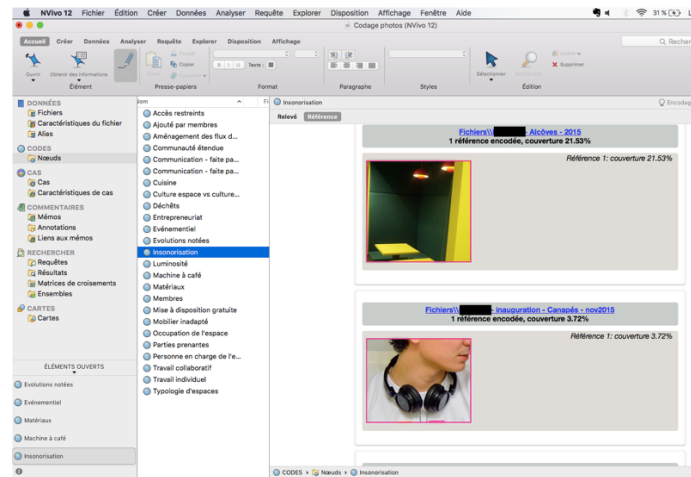 NVivo 12 Fichier Édition Créer Données Analyser Requête Explorer Disposition Affichage Fenêtre Aide
31 %
Codage photos (NVivo 12)
Accueil Créer Données Analyser Requête Explorer Disposition Affichage
Ouvrir Obtenir des informations
Copier
Texte :
Sélectionner
Supprimer
Élément Presse-papiers Format Paragraphe Styles Édition
DONNÉES
Fichiers
Caractéristiques du fichier
Alias
CODES
Nœuds
CAS
Cas
Caractéristiques de cas
COMMENTAIRES
Mémos
Annotations
Liens aux mémos
RECHERCHER
Requêtes
Résultats
Matrices de croisements
Ensembles
CARTES
Cartes
ÉLÉMENTS OUVERTS
Evolutions notées
Evénementiel
Matériaux
Machine à café
Insonorisation
Accès restreints
Ajouté par membres
Aménagement des flux d...
Communauté étendue
Communication - faite pa...
Communication - faite pa...
Cuisine
Culture espace vs culture...
Déchêts
Entrepreneuriat
Evénementiel
Evolutions notées
Insonorisation
Luminosité
Machine à café
Matériaux
Membres
Mise à disposition gratuite
Mobilier inadapté
Occupation de l'espace
Parties prenantes
Personne en charge de l'e...
Travail collaboratif
Travail individuel
Typologie d'espaces
Insonorisation
Encodag
Relevé Référence
Fichiers\\ - Alcôves - 2015
1 référence encodée, couverture 21.53%
Référence 1: couverture 21.53%
Fichiers\\ - inauguration - Canapés - nov2015
1 référence encodée, couverture 3.72%
Référence 1: couverture 3.72%
CODES › Nœuds › Insonorisation